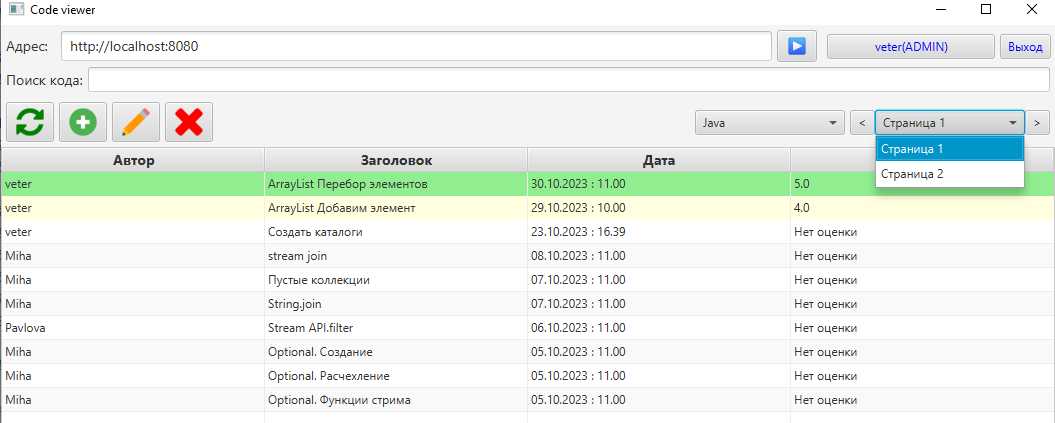 Code viewer
Адрес: http://localhost:8080 veter(ADMIN) Выход
Поиск кода:
Java < Страница 1 >
Страница 1
Страница 2
Автор Заголовок Дата
veter ArrayList Перебор элементов 30.10.2023 : 11.00 5.0
veter ArrayList Добавим элемент 29.10.2023 : 10.00 4.0
veter Создать каталоги 23.10.2023 : 16.39 Нет оценки
Miha stream join 08.10.2023 : 11.00 Нет оценки
Miha Пустые коллекции 07.10.2023 : 11.00 Нет оценки
Miha String.join 07.10.2023 : 11.00 Нет оценки
Pavlova Stream API.filter 06.10.2023 : 11.00 Нет оценки
Miha Optional. Создание 05.10.2023 : 11.00 Нет оценки
Miha Optional. Расчехление 05.10.2023 : 11.00 Нет оценки
Miha Optional. Функции стрима 05.10.2023 : 11.00 Нет оценки